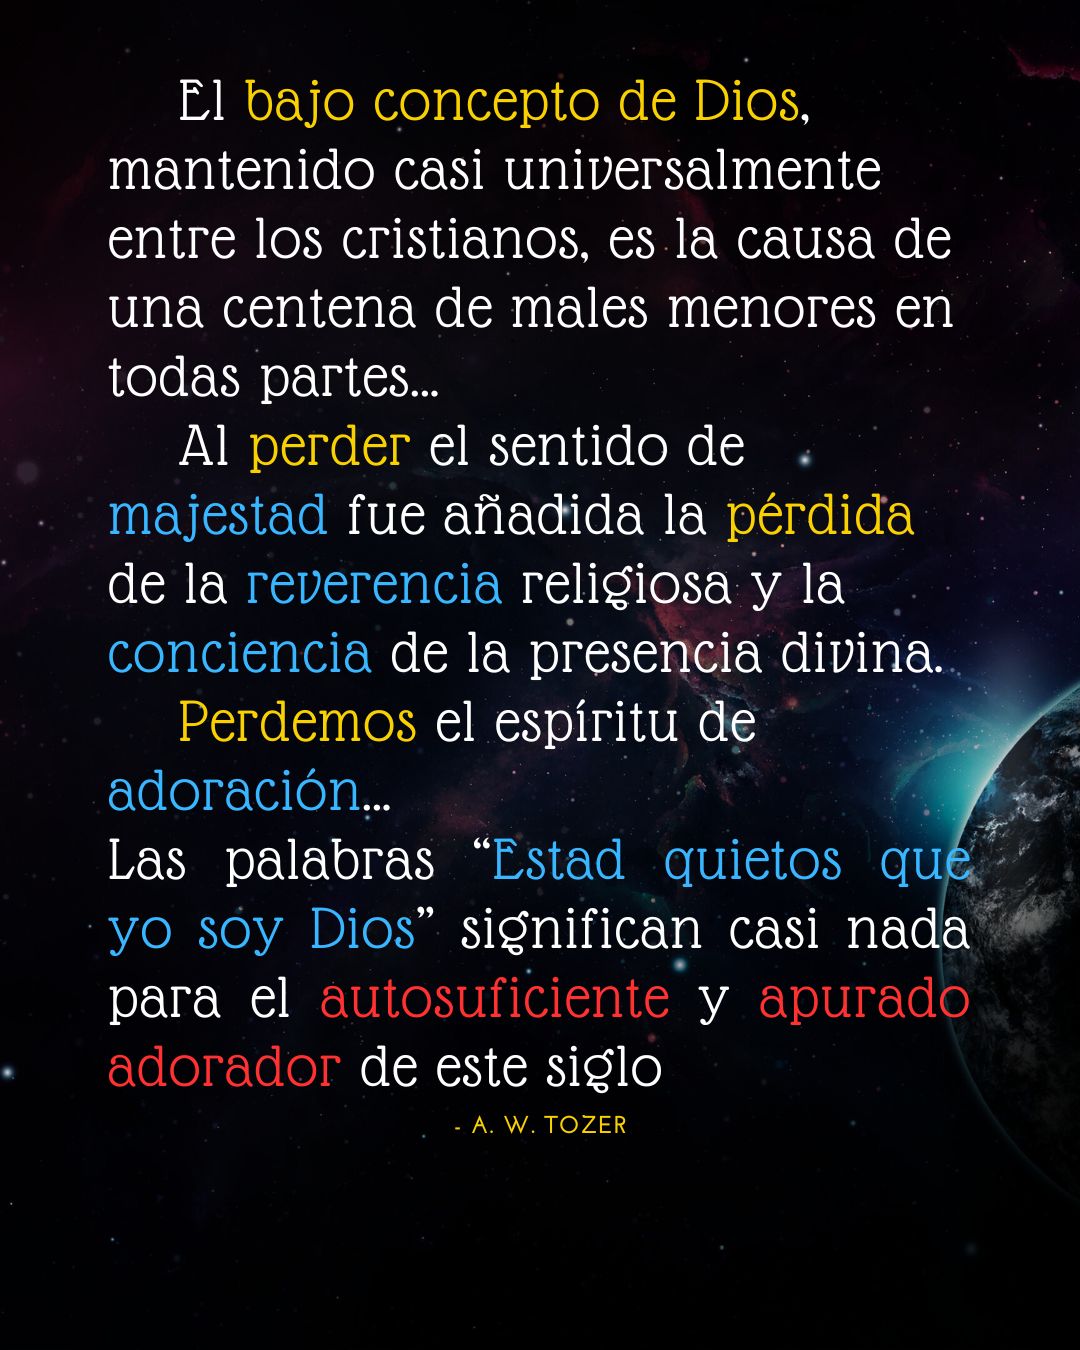 El bajo concepto de Dios,
mantenido casi universalmente
entre los cristianos, es la causa de
una centena de males menores en
todas partes...
Al perder el sentido de
majestad fue añadida la pérdida
de la reverencia religiosa y la
conciencia de la presencia divina.
Perdemos el espíritu de
adoración...
Las palabras “Estad quietos que
yo soy Dios” significan casi nada
para el autosuficiente y apurado
adorador de este siglo
- A. W. TOZER